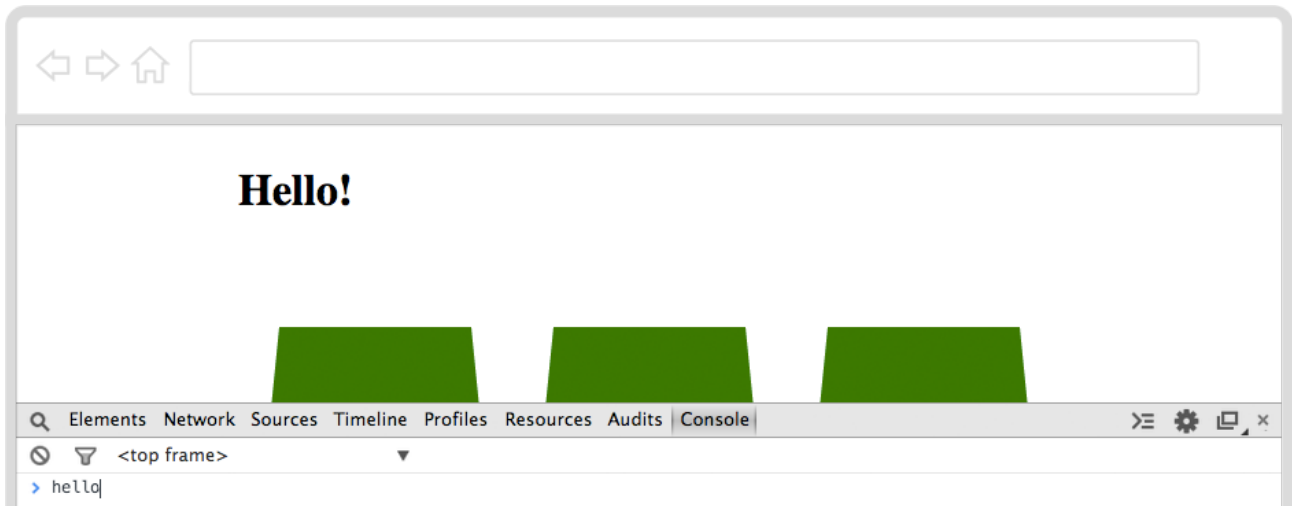 Hello!
Elements Network Sources Timeline Profiles Resources Audits Console
<top frame>
hello